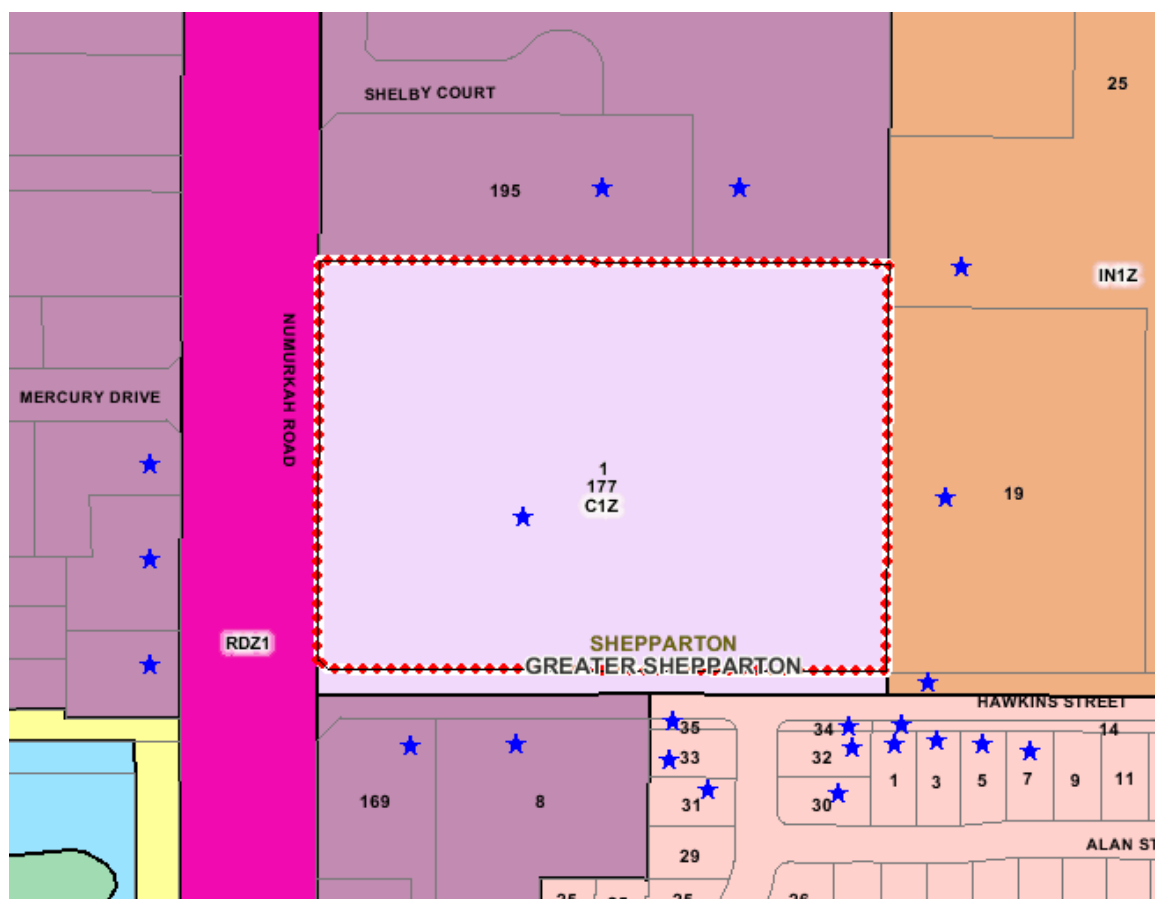 25
SHELBY COURT
195
IN1Z
NUMURKAH ROAD
MERCURY DRIVE
1
177
C1Z
19
RDZ1
SHEPPARTON
GREATER SHEPPARTON
HAWKINS STREET
35
34
14
33
32
1
3
5
7
9
11
169
8
31
30
29
ALAN ST
25
26